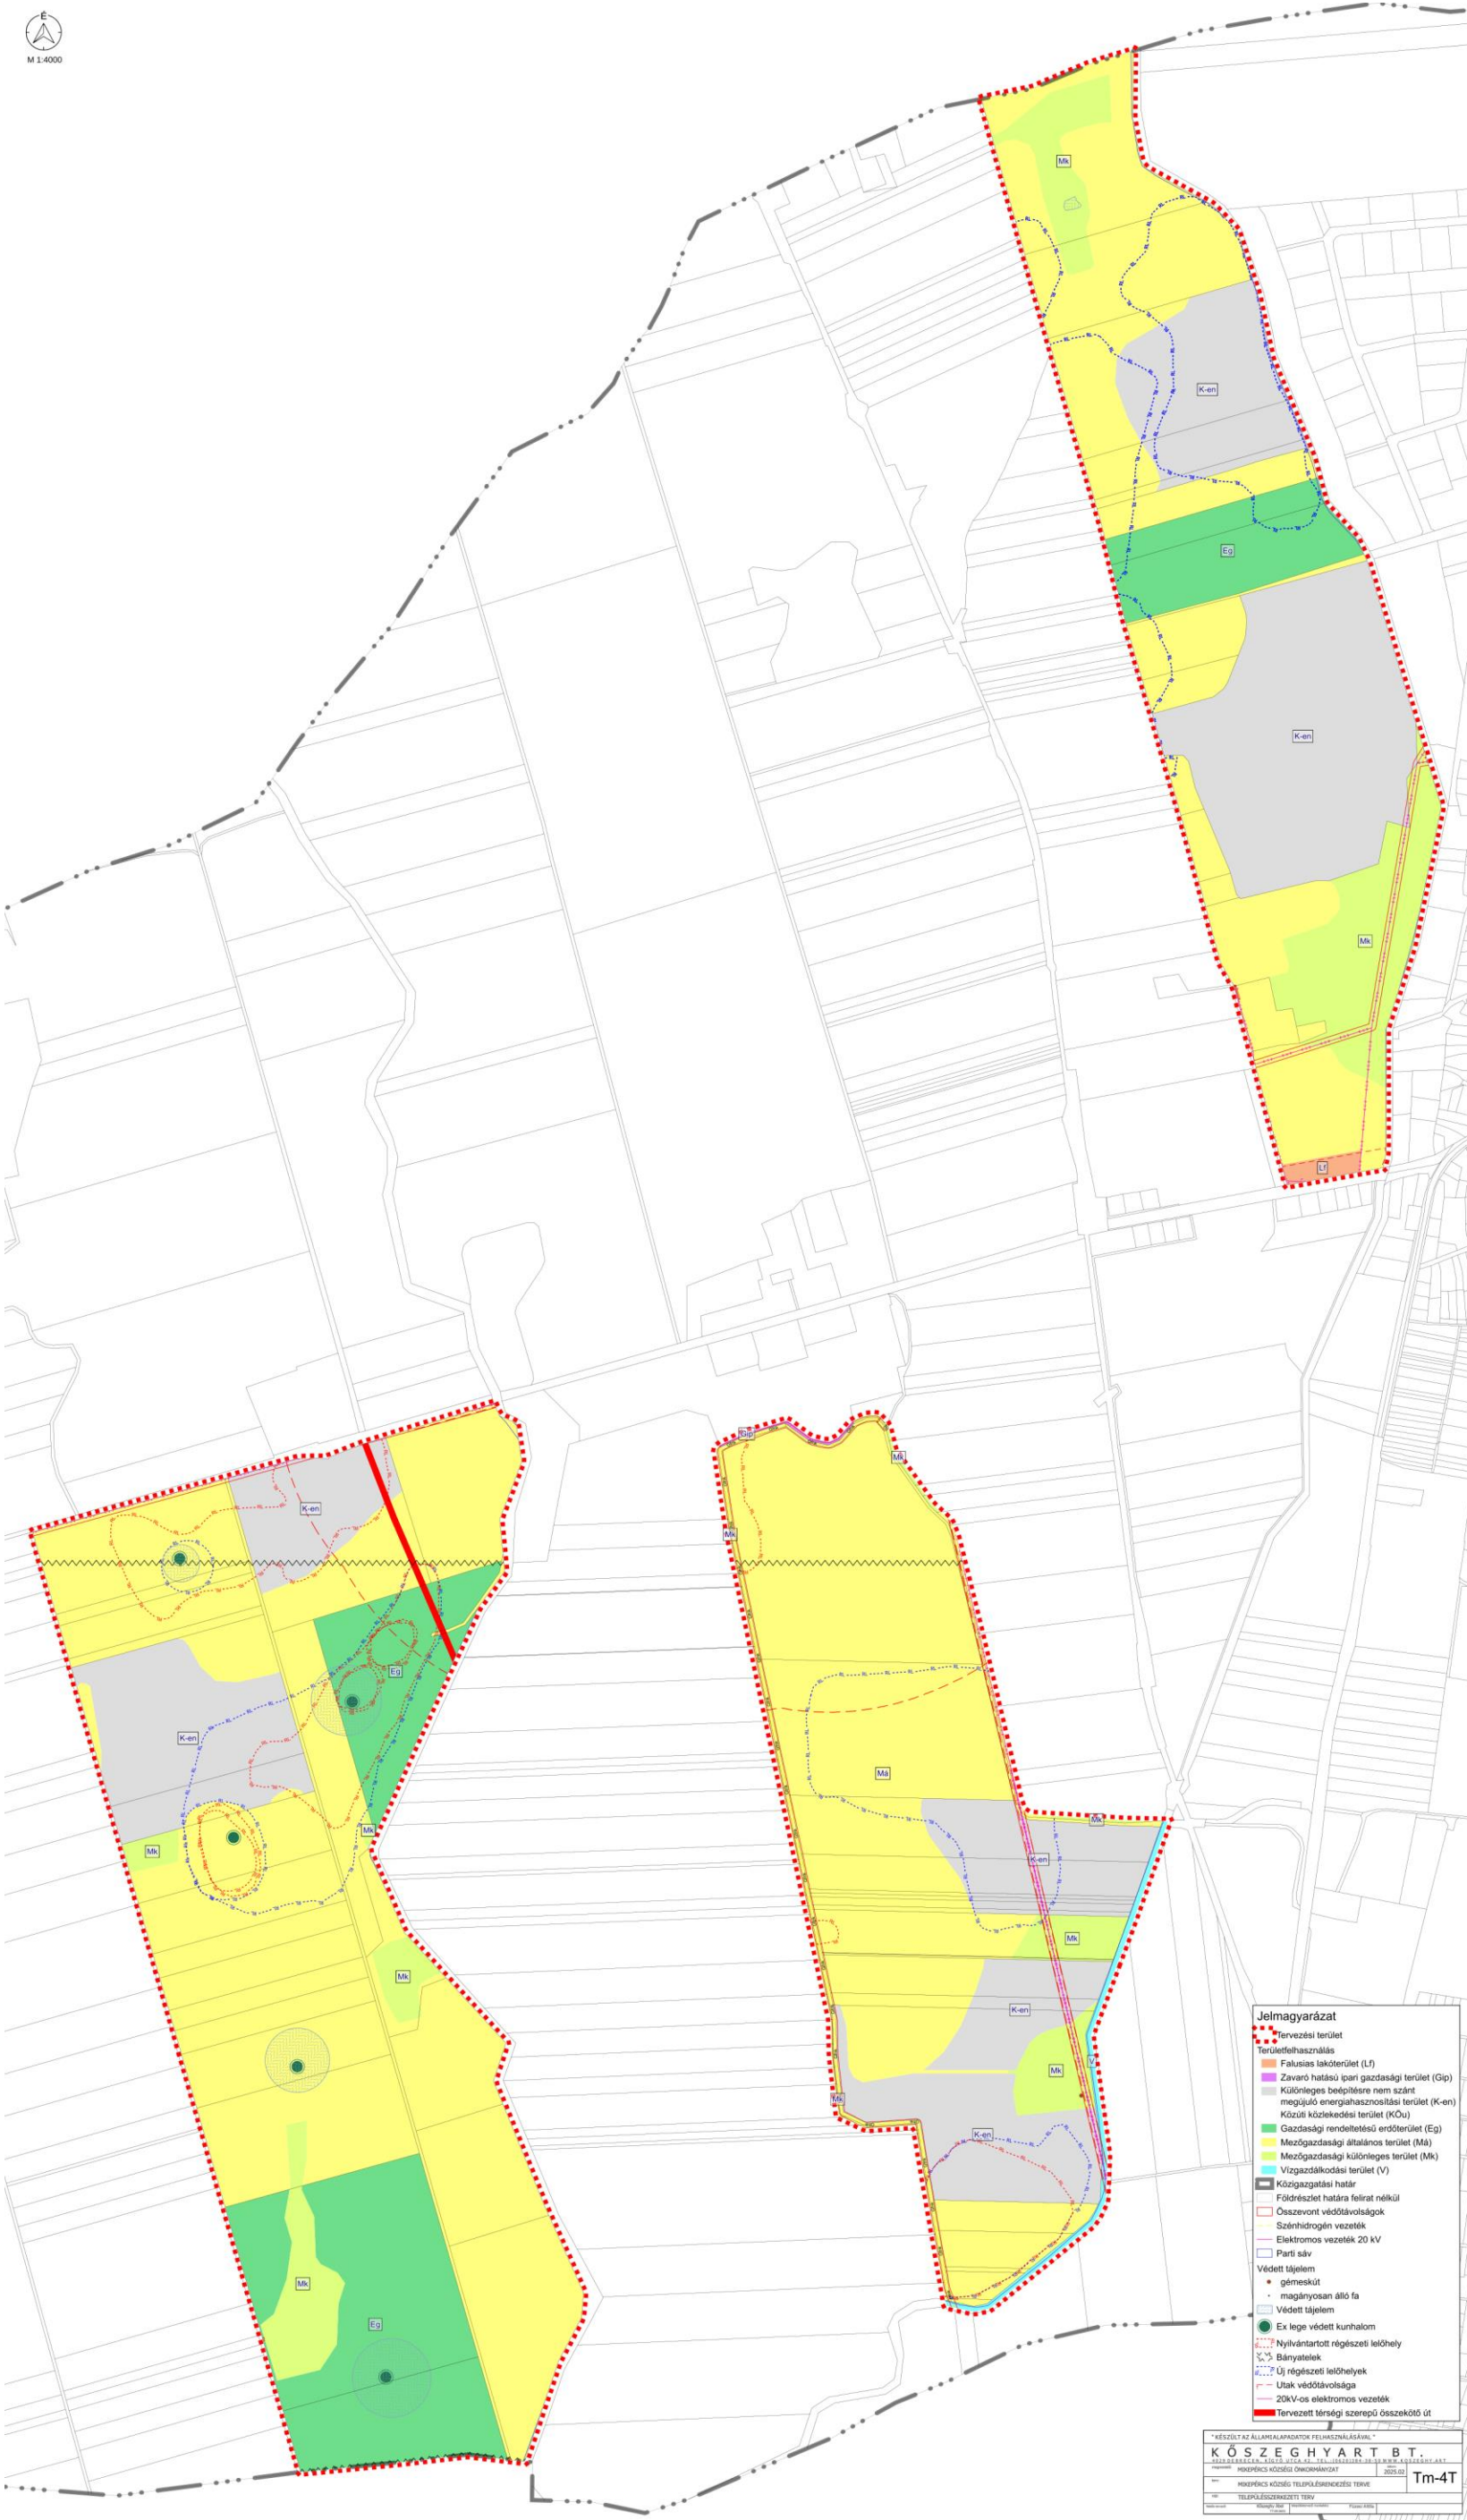 É
M 1:4000
Mk
K-en
Eg
K-en
Mk
Lf
Gip
Mk
K-en
Mk
Eg
K-en
Má
Mk
Mk
K-en
Mk
Mk
Mk
K-en
Mk
V
Mk
K-en
Mk
Eg
Jelmagyarázat
Tervezési terület
Területfelhasználás
Falusias lakóterület (Lf)
Zavaró hatású ipari gazdasági terület (Gip)
Különleges beépítésre nem szánt
megújuló energiahasznosítási terület (K-en)
Közúti közlekedési terület (KÖu)
Gazdasági rendeltetésű erdőterület (Eg)
Mezőgazdasági általános terület (Má)
Mezőgazdasági különleges terület (Mk)
Vízgazdálkodási terület (V)
Közigazgatási határ
Földrészlet határa felirat nélkül
Összevont védőtávolságok
Szénhidrogén vezeték
Elektromos vezeték 20 kV
Parti sáv
Védett tájelem
gémeskút
magányosan álló fa
Védett tájelem
Ex lege védett kunhalom
Nyilvántartott régészeti lelőhely
Bányatelek
Új régészeti lelőhelyek
Utak védőtávolsága
20kV-os elektromos vezeték
Tervezett térségi szerepű összekötő út
"KÉSZÜLT AZ ÁLLAMI ALAPADATOK FELHASZNÁLÁSÁVAL"
KŐSZEGHYART BT.
MIKEPÉRCS KÖZSÉGI ÖNKORMÁNYZAT
2025.02
Tm-4T
MIKEPÉRCS KÖZSÉG TELEPÜLÉSRENDEZÉSI TERVE
TELEPÜLÉSSZERKEZETI TERV